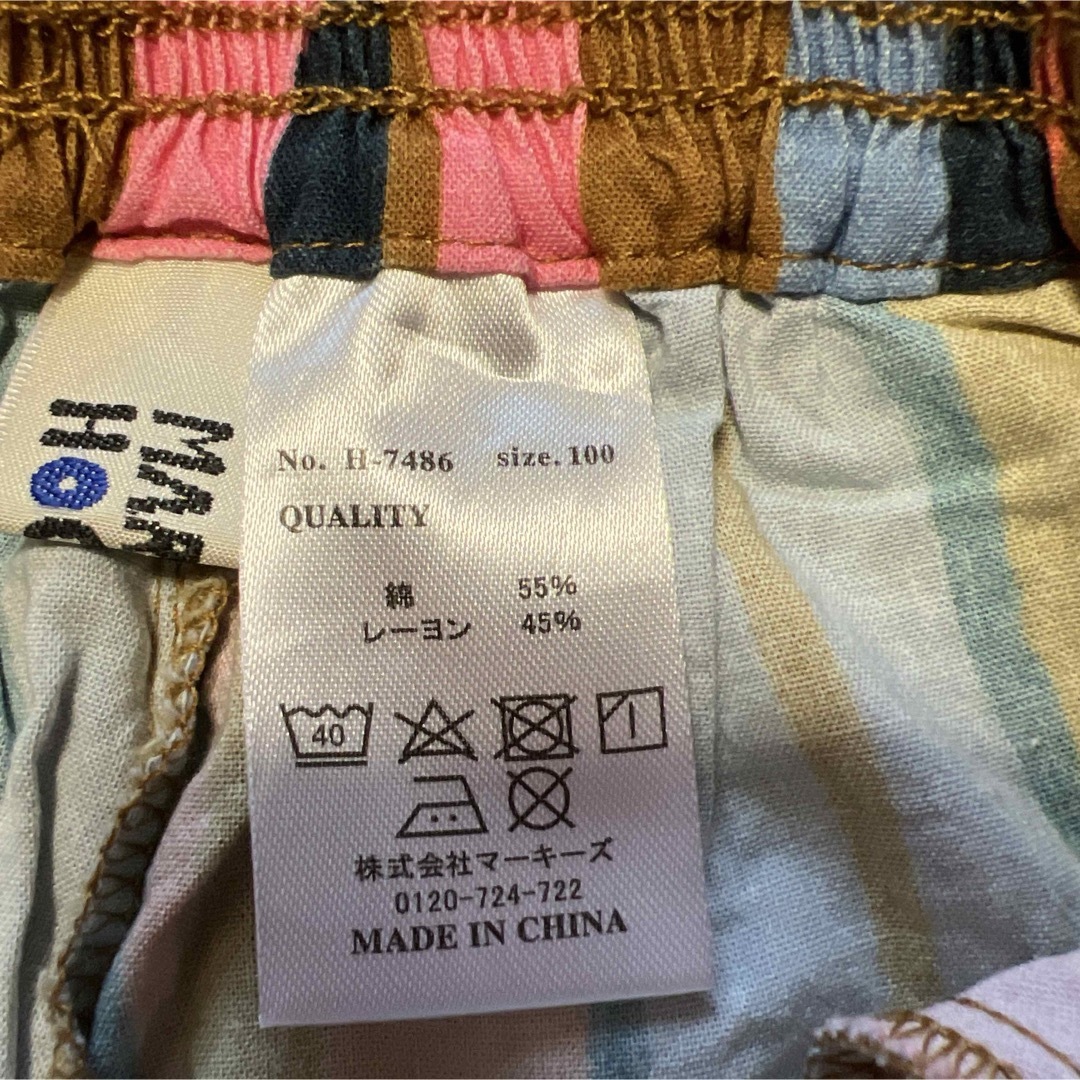 No. H-7486 size.100
QUALITY
綿 55%
レーヨン 45%
40
株式会社マーキーズ
0120-724-722
MADE IN CHINA